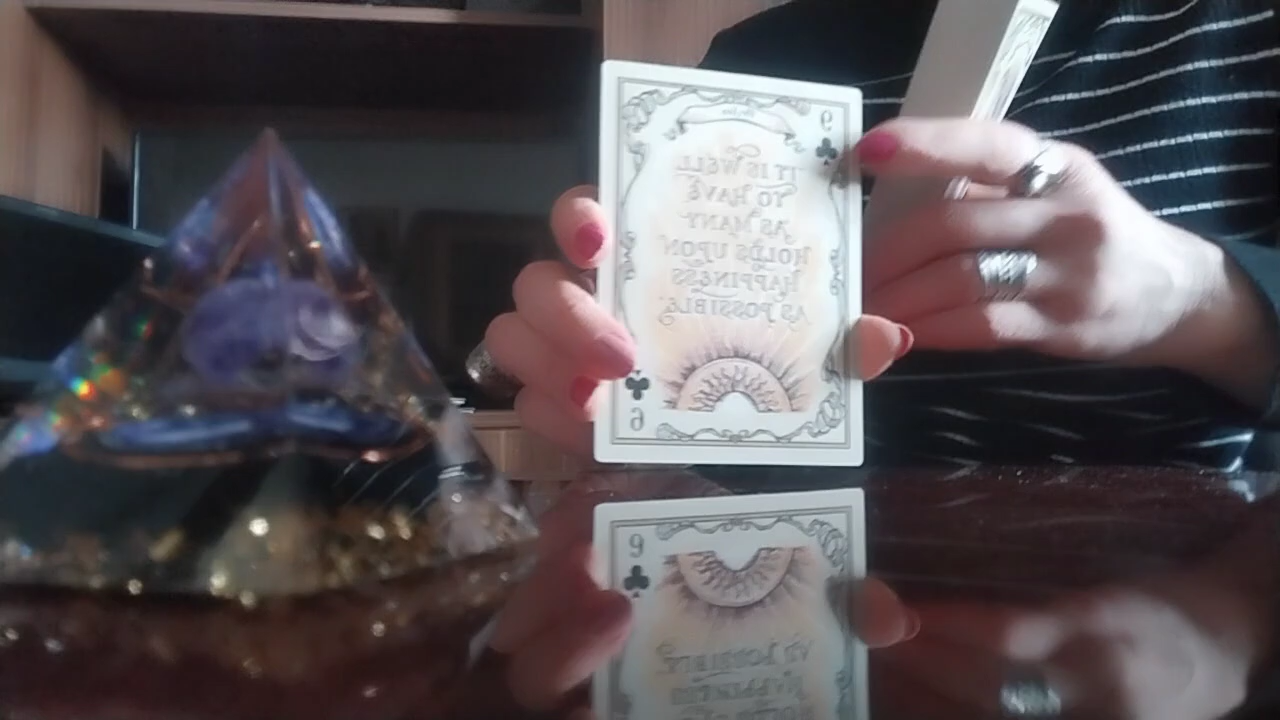 9
IT IS WELL
TO HAVE
AS MANY
HOLDS UPON
HAPPINESS
AS POSSIBLE.
9